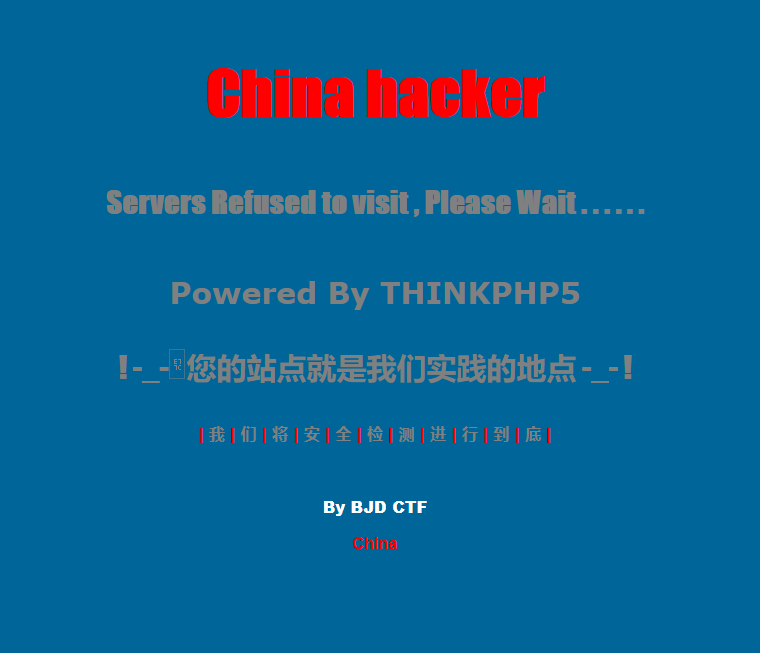 China hacker
Servers Refused to visit , Please Wait . . . . . .
Powered By THINKPHP5
! -_- 您的站点就是我们实践的地点 -_- !
| 我 | 们 | 将 | 安 | 全 | 检 | 测 | 进 | 行 | 到 | 底 |
By BJD CTF
China